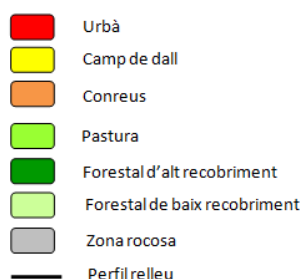 Urbà
Camp de dall
Conreus
Pastura
Forestal d'alt recobriment
Forestal de baix recobriment
Zona rocosa
Perfil relleu